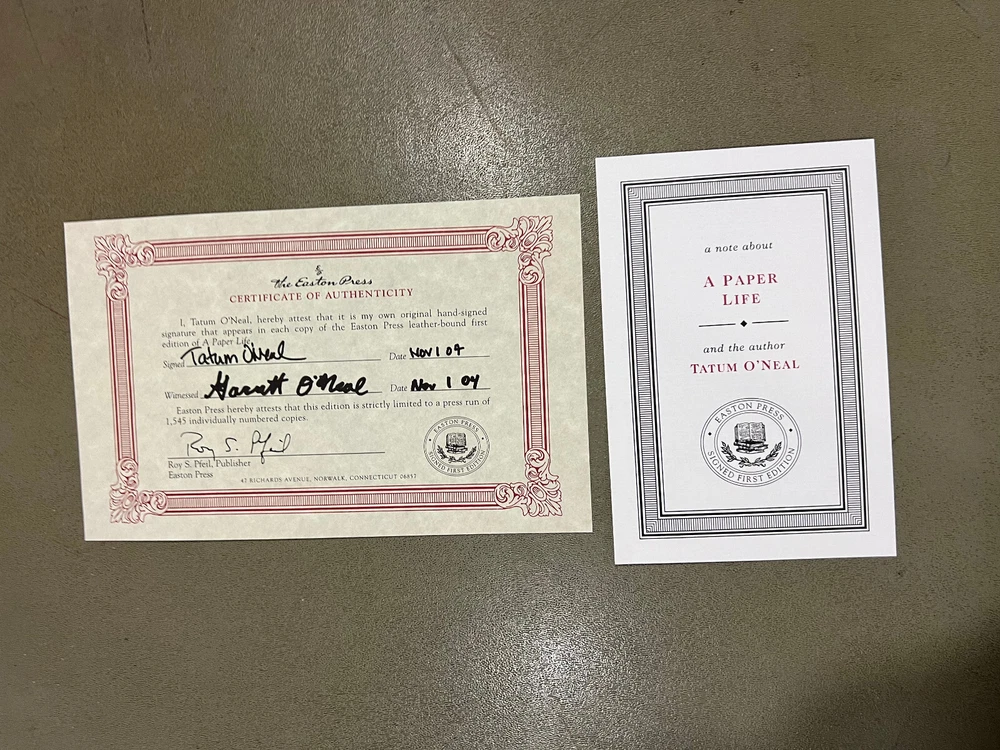 the Easton Press
CERTIFICATE OF AUTHENTICITY
I, Tatum O'Neal, hereby attest that it is my own original hand-signed
signature that appears in each copy of the Easton Press leather-bound first
edition of A Paper Life.
Signed Tatum O'Neal Date Nov 1 04
Witnessed Garrett O'Neal Date Nov 1 04
Easton Press hereby attests that this edition is strictly limited to a press run of
1,545 individually numbered copies.
Roy S. Pfeil
Roy S. Pfeil, Publisher
Easton Press
47 RICHARDS AVENUE, NORWALK, CONNECTICUT 06857
EASTON PRESS
SIGNED FIRST EDITION
a note about
A PAPER
LIFE
and the author
TATUM O'NEAL
EASTON PRESS
SIGNED FIRST EDITION